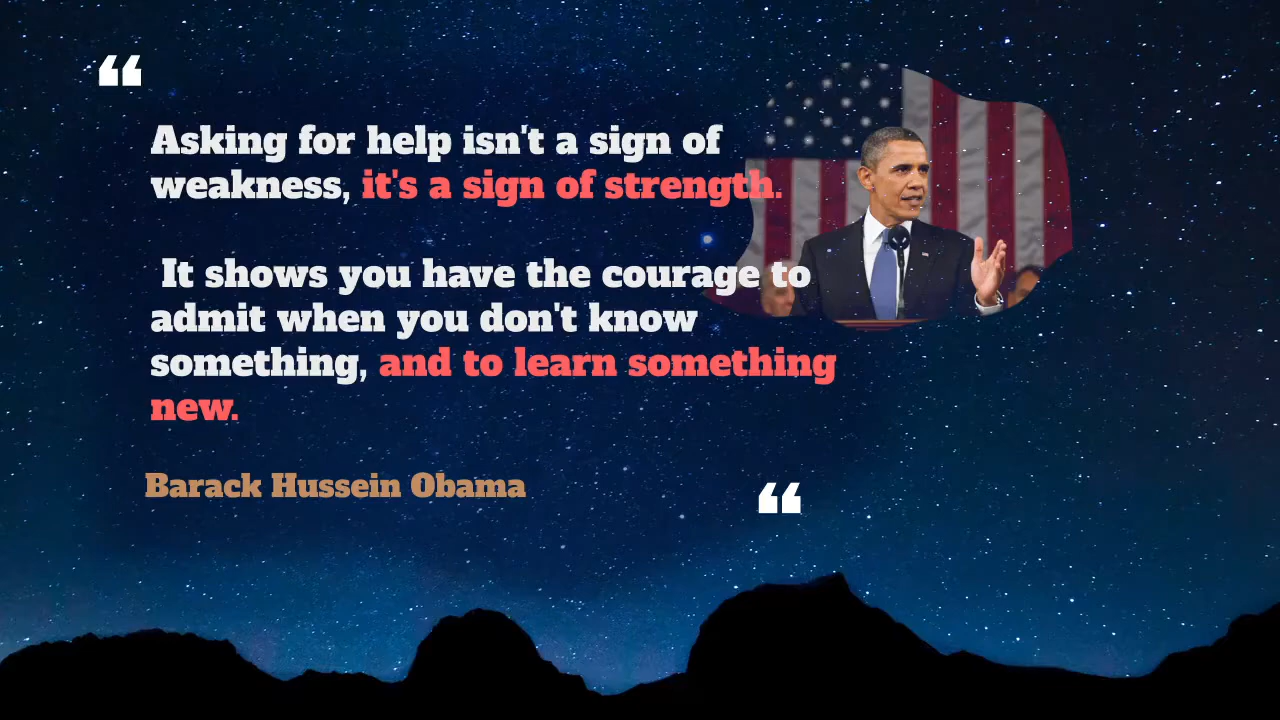 ❝
Asking for help isn't a sign of
weakness, it's a sign of strength.
It shows you have the courage to
admit when you don't know
something, and to learn something
new.
Barack Hussein Obama
❝